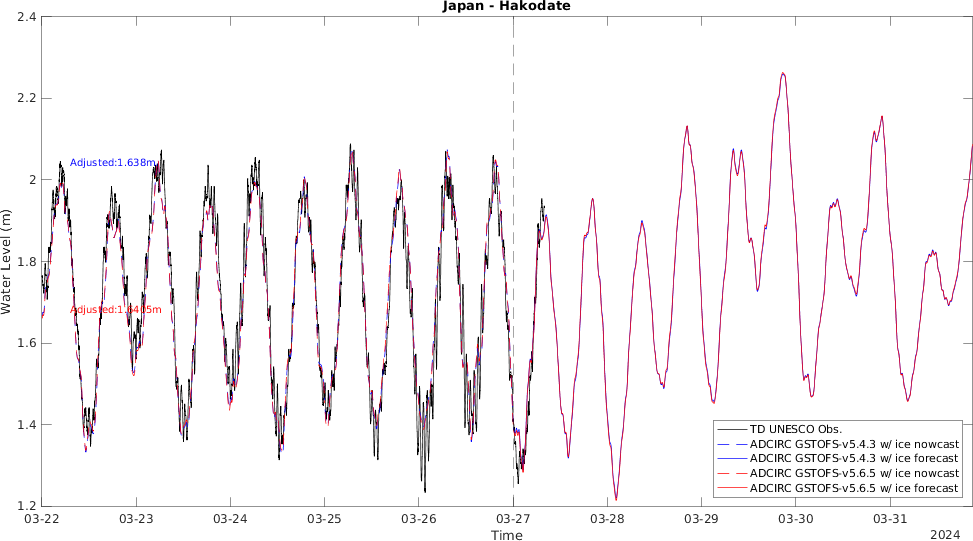 Japan - Hakodate
2.4
2.2
2
1.8
1.6
1.4
1.2
Water Level (m)
Adjusted:1.638m
Adjusted:1.6405m
TD UNESCO Obs.
ADCIRC GSTOFS-v5.4.3 w/ ice nowcast
ADCIRC GSTOFS-v5.4.3 w/ ice forecast
ADCIRC GSTOFS-v5.6.5 w/ ice nowcast
ADCIRC GSTOFS-v5.6.5 w/ ice forecast
03-22 03-23 03-24 03-25 03-26 03-27 03-28 03-29 03-30 03-31
Time
2024